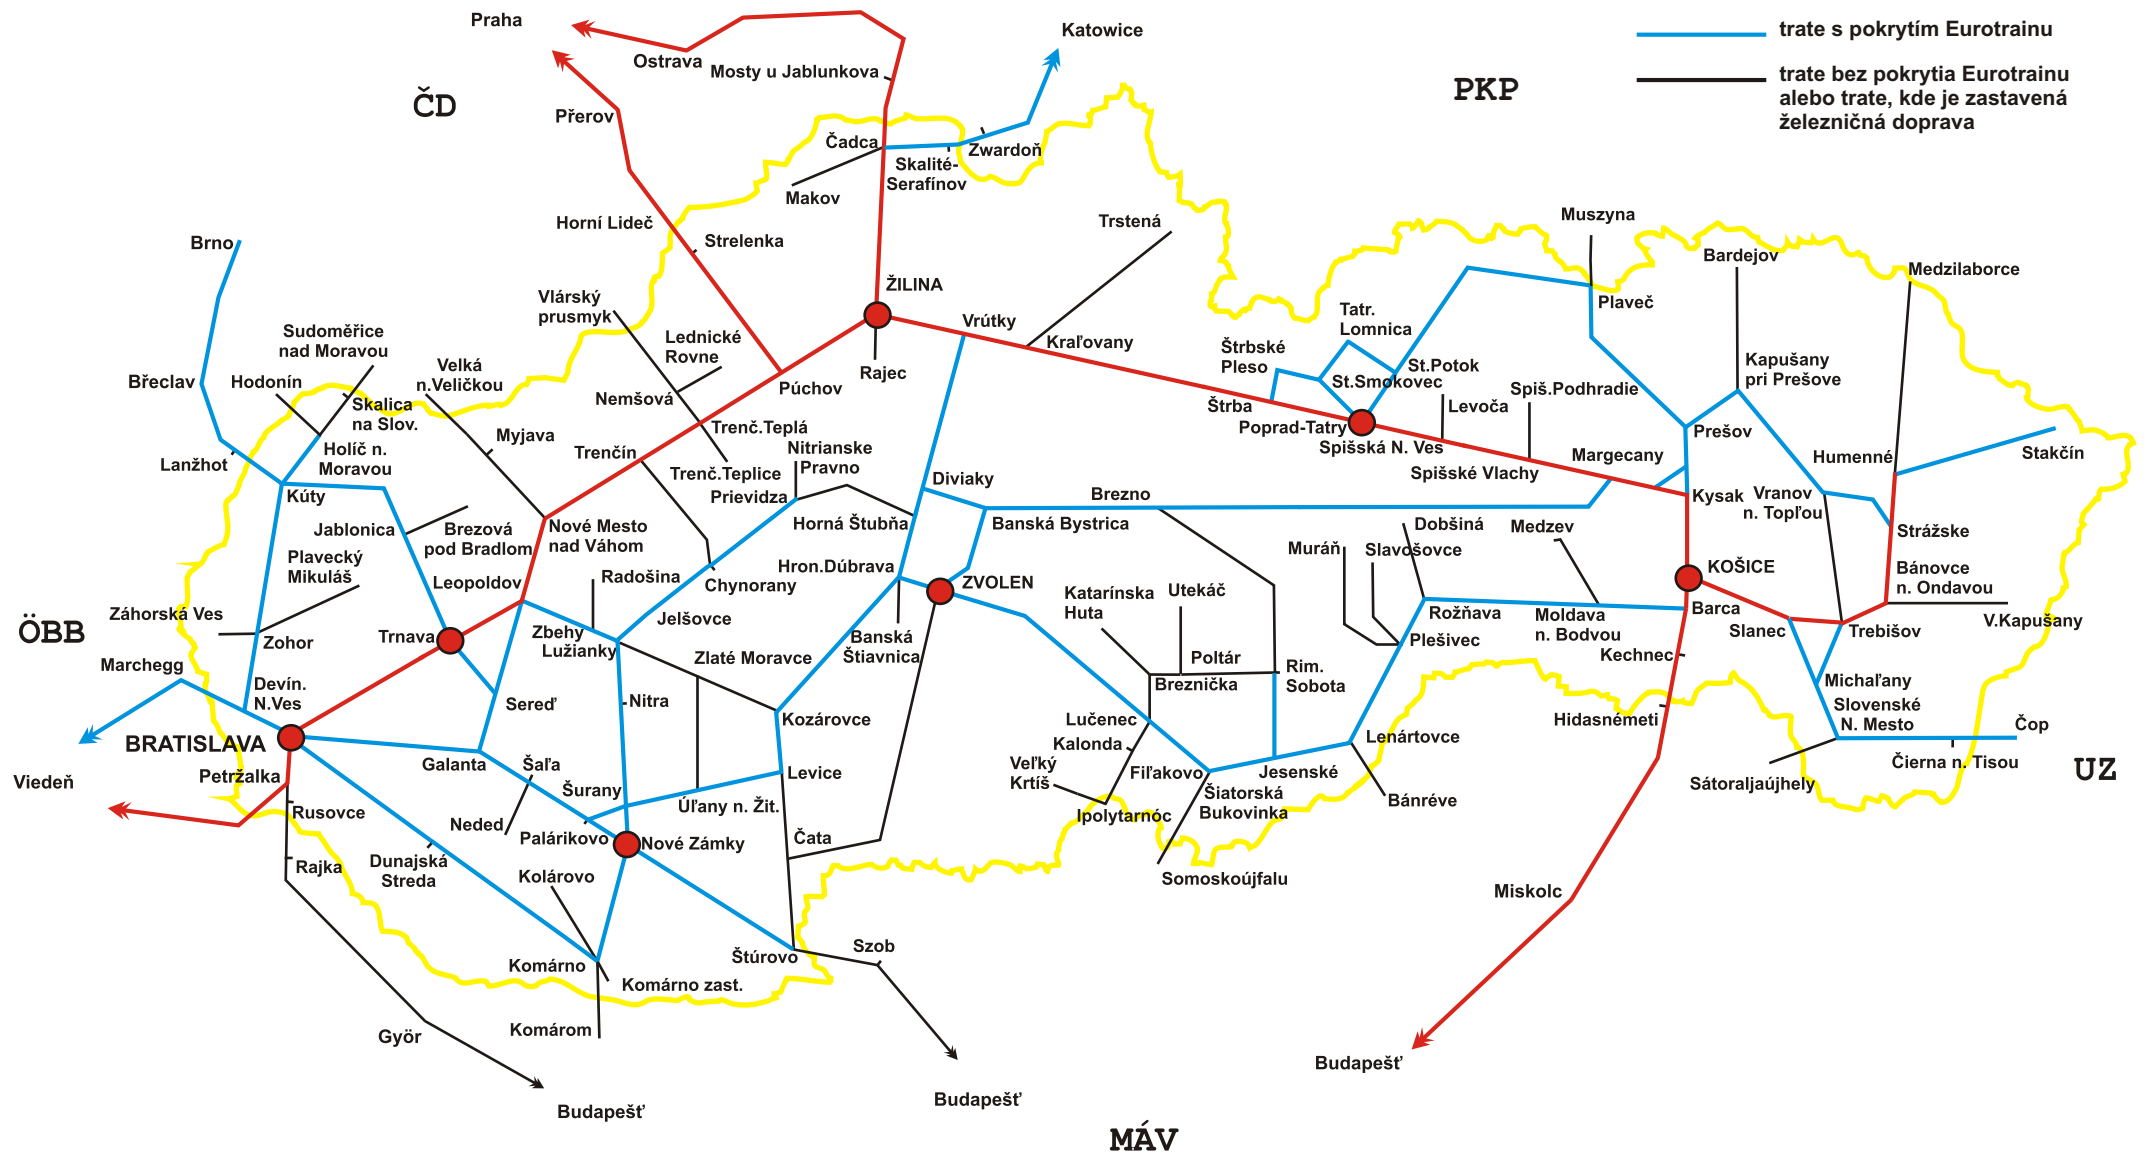 Praha
Katowice
trate s pokrytím Eurotrainu
Ostrava
Mosty u Jablunkova
trate bez pokrytia Eurotrainu
alebo trate, kde je zastavená
železničná doprava
PKP
ČD
Přerov
Čadca
Zwardoň
Skalité-
Serafínov
Makov
Horní Lideč
Strelenka
Trstená
Muszyna
Brno
Bardejov
Medzilaborce
ŽILINA
Vlárský
prusmyk
Plaveč
Tatr.
Lomnica
Vrútky
Sudoměřice
nad Moravou
Lednické
Rovne
Kraľovany
Štrbské
Pleso
Kapušany
pri Prešove
Velká
n.Veličkou
Břeclav
Hodonín
Rajec
Púchov
St.Potok
St.Smokovec
Spiš.Podhradie
Nemšová
Skalica
na Slov.
Štrba
Levoča
Poprad-Tatry
Trenč.Teplá
Myjava
Prešov
Holíč n.
Moravou
Trenčín
Nitrianske
Pravno
Spišská N. Ves
Margecany
Humenné
Stakčín
Lanžhot
Trenč.Teplice
Spišské Vlachy
Diviaky
Kúty
Prievidza
Brezno
Kysak
Vranov
n. Topľou
Jablonica
Brezová
pod Bradlom
Nové Mesto
nad Váhom
Horná Štubňa
Banská Bystrica
Dobšiná
Medzev
Strážske
Plavecký
Mikuláš
Muráň
Slavošovce
Leopoldov
Radošina
Chynorany
Hron.Dúbrava
ZVOLEN
KOŠICE
Bánovce
n. Ondavou
Katarínska
Huta
Utekáč
Záhorská Ves
Zohor
Trnava
Zbehy
Lužianky
Jelšovce
Banská
Štiavnica
Rožňava
Moldava
n. Bodvou
Barca
Slanec
Trebišov
V.Kapušany
ÖBB
Marchegg
Zlaté Moravce
Poltár
Breznička
Rim.
Sobota
Plešivec
Kechnec
Michaľany
Devín.
N.Ves
Sereď
Nitra
Kozárovce
Lučenec
Slovenské
N. Mesto
Hidasnémeti
Čop
BRATISLAVA
Kalonda
Lenártovce
Petržalka
Galanta
Šaľa
Levice
Veľký
Krtíš
Fiľakovo
Jesenské
Čierna n. Tisou
Viedeň
Šurany
Úľany n. Žit.
Šiatorská
Bukovinka
Bánréve
Sátoraljaújhely
UZ
Rusovce
Neded
Ipolytarnóc
Palárikovo
Nové Zámky
Čata
Rajka
Dunajská
Streda
Kolárovo
Somoskoújfalu
Miskolc
Szob
Štúrovo
Komárno
Komárno zast.
Györ
Komárom
Budapešť
Budapešť
Budapešť
MÁV